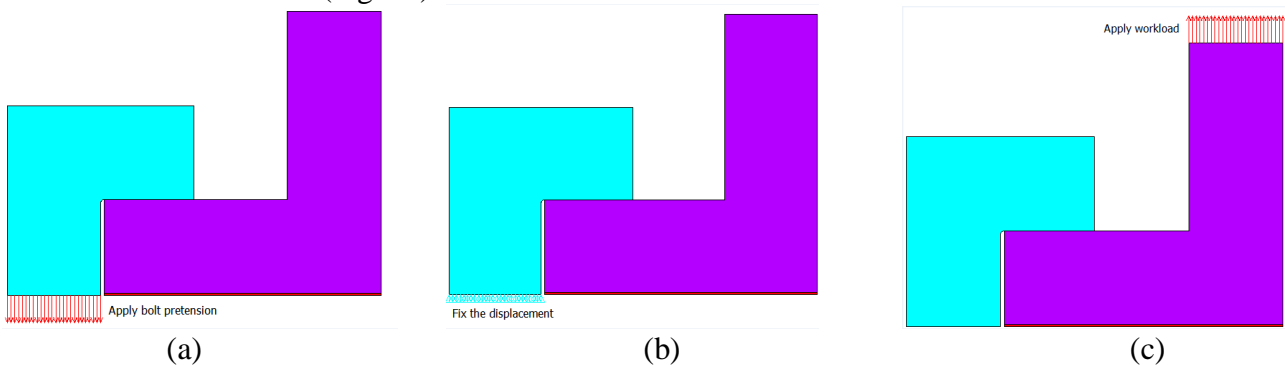 Apply workload
Apply bolt pretension
Fix the displacement
(a)
(b)
(c)